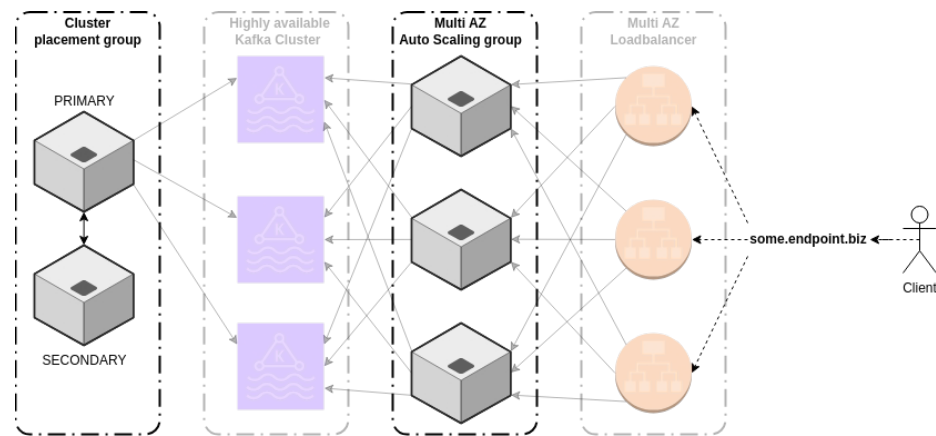 Cluster
placement group
Highly available
Kafka Cluster
Multi AZ
Auto Scaling group
Multi AZ
Loadbalancer
PRIMARY
K
K
K
SECONDARY
some.endpoint.biz
Client